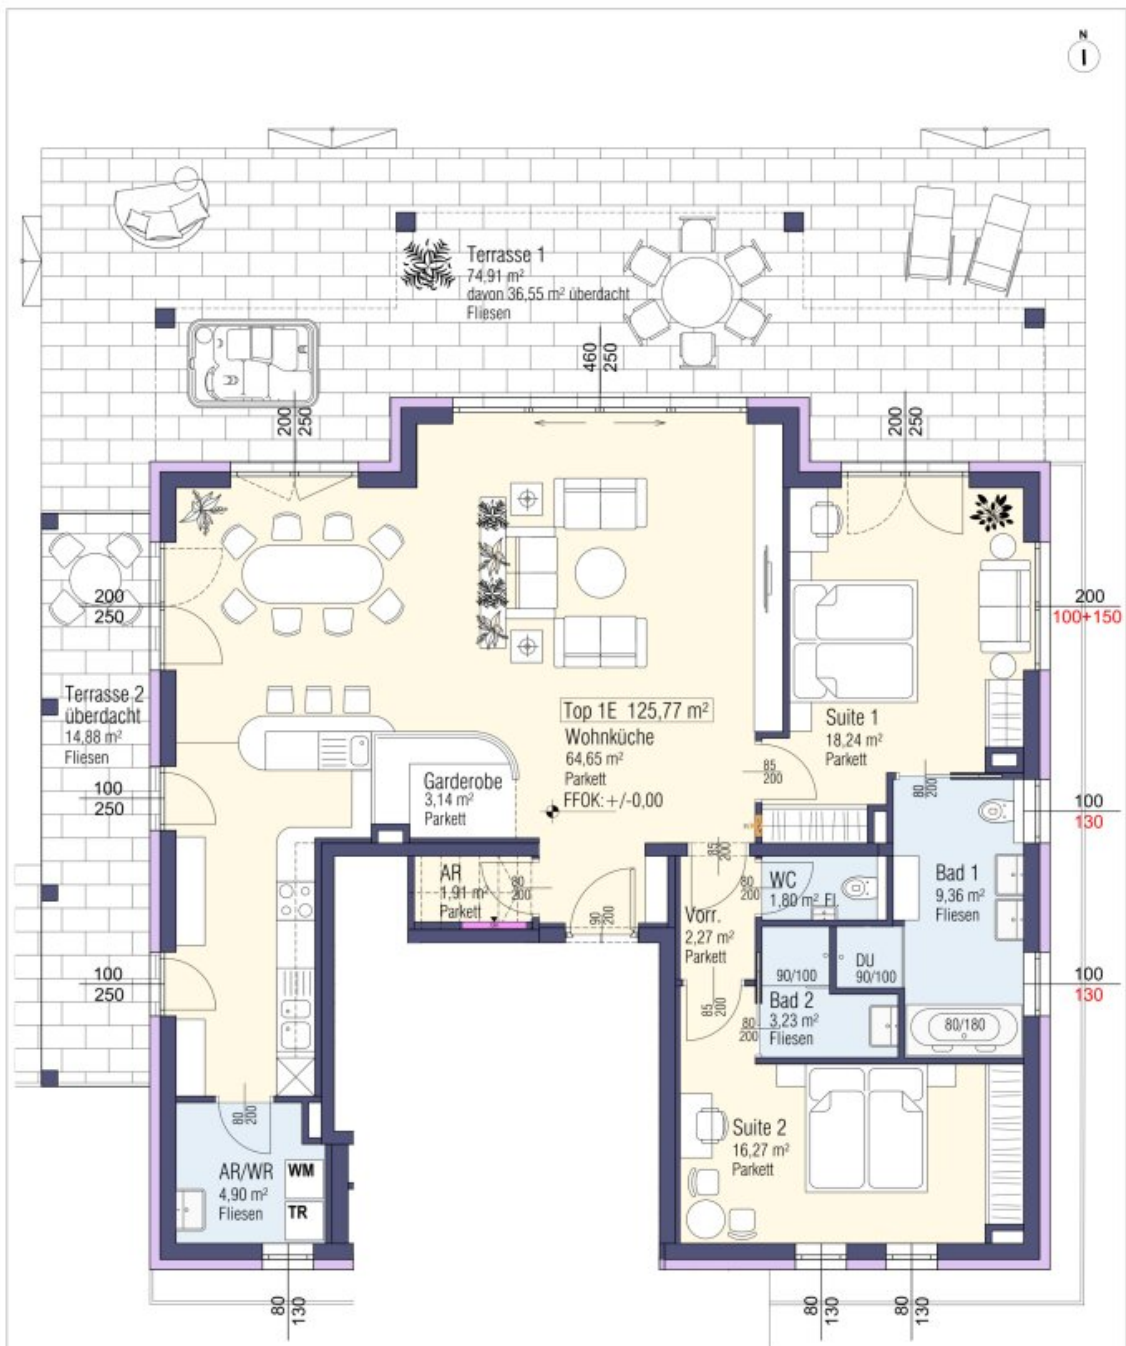 N
Terrasse 1
74,91 m²
davon 36,55 m² überdacht
Fliesen
460
250
200
250
200
250
200
250
200
100+150
Terrasse 2
überdacht
14,88 m²
Fliesen
Top 1E 125,77 m²
Wohnküche
64,65 m²
Parkett
FFOK: +/-0,00
Suite 1
18,24 m²
Parkett
85
200
80
200
Garderobe
3,14 m²
Parkett
100
250
100
130
AR
1,91 m²
Parkett
80
200
90
200
85
200
80
200
WC
1,80 m² Fl.
Bad 1
9,36 m²
Fliesen
Vorr.
2,27 m²
Parkett
DU
90/100
90/100
100
250
100
130
Bad 2
3,23 m²
Fliesen
85
200
80
200
80/180
80
200
Suite 2
16,27 m²
Parkett
AR/WR
4,90 m²
Fliesen
WM
TR
80
130
80
130
80
130